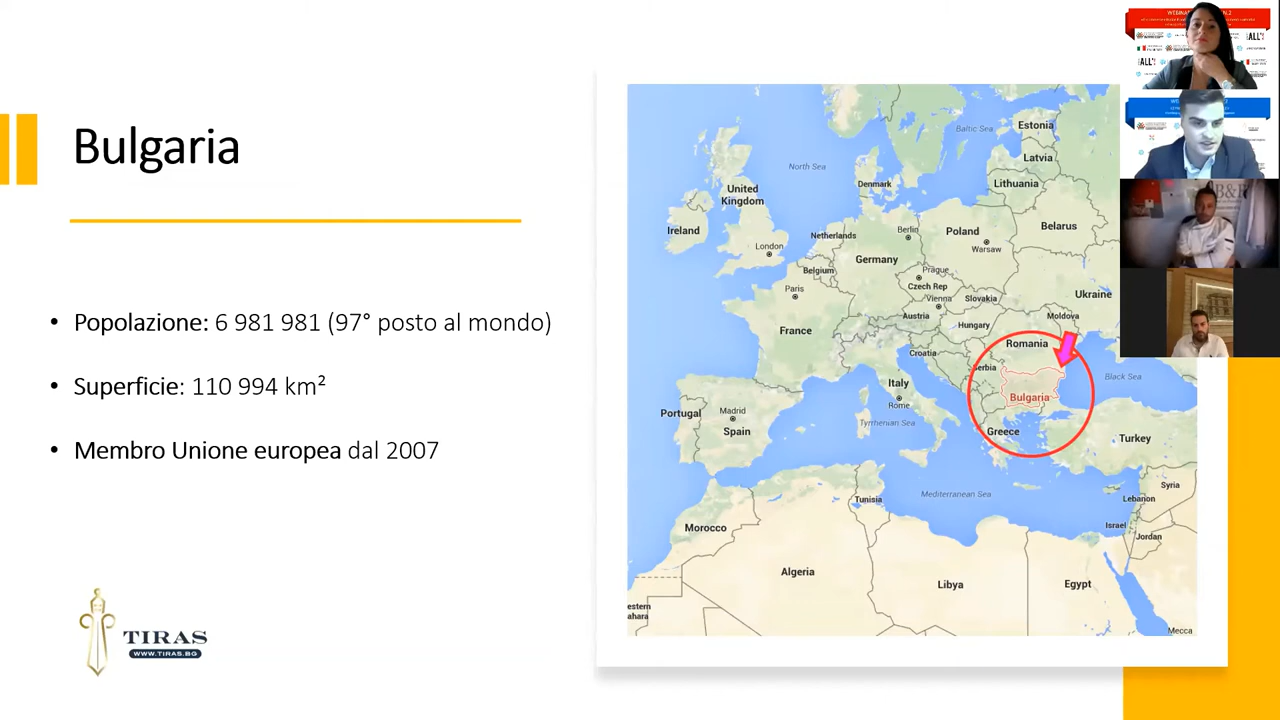 Bulgaria
• Popolazione: 6 981 981 (97° posto al mondo)
• Superficie: 110 994 km²
• Membro Unione europea dal 2007
TIRAS
WWW.TIRAS.BG
Estonia
Baltic Sea
Latvia
North Sea
Lithuania
Denmark
United
Kingdom
Ireland
Netherlands
Berlin
Poland
Belarus
London
Warsaw
Germany
Belgium
Prague
Paris
Czech Rep
Ukraine
Vienna
Slovakia
Austria
Moldova
France
Hungary
Romania
Croatia
Serbia
Italy
Black Sea
Rome
Bulgaria
Portugal
Madrid
Spain
Tyrrhenian Sea
Greece
Turkey
Syria
Mediterranean Sea
Tunisia
Lebanon
Morocco
Israel
Jordan
Algeria
Libya
Egypt
estern
ahara
Mecca
ALL'
ALL'
B&R